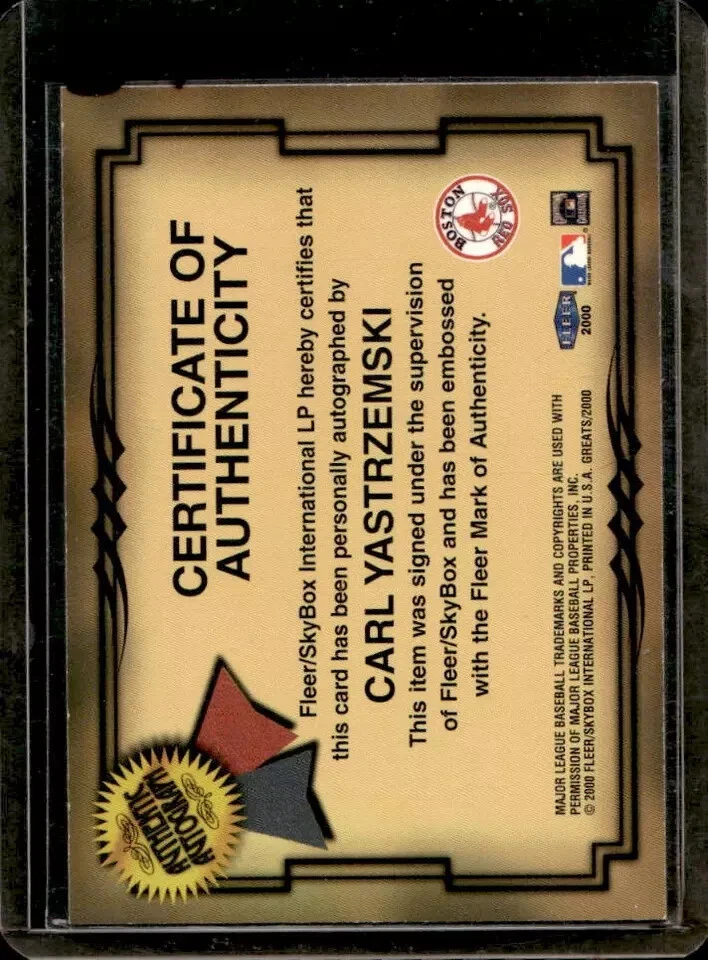 AUTHENTIC
AUTOGRAPH
CERTIFICATE OF
AUTHENTICITY
Fleer/SkyBox International LP hereby certifies that
this card has been personally autographed by
CARL YASTRZEMSKI
This item was signed under the supervision
of Fleer/SkyBox and has been embossed
with the Fleer Mark of Authenticity.
BOSTON
RED SOX
MAJOR LEAGUE BASEBALL TRADEMARKS AND COPYRIGHTS ARE USED WITH
PERMISSION OF MAJOR LEAGUE BASEBALL PROPERTIES, INC.
© 2000 FLEER/SKYBOX INTERNATIONAL LP, PRINTED IN U.S.A. GREATS/2000
FLEER
2000